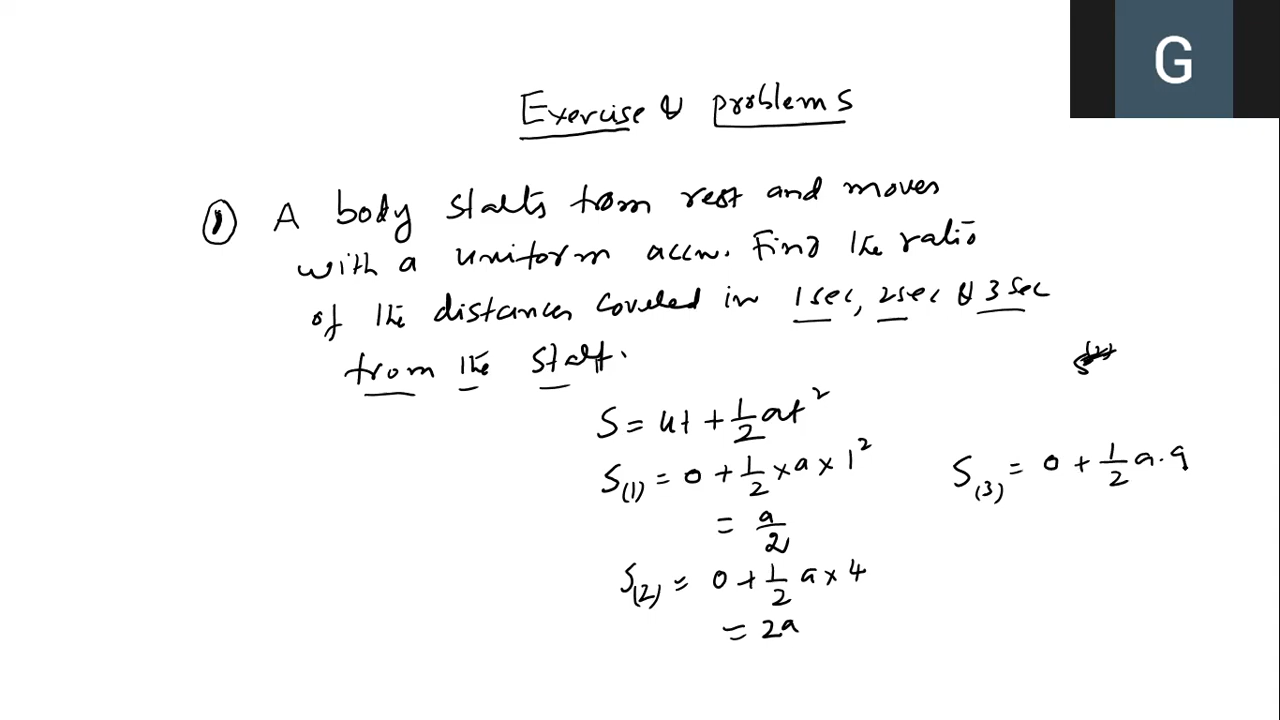 G
Exercise & problems
① A body starts from rest and moves
with a uniform accn. Find the ratio
of the distances covered in 1sec, 2sec & 3 sec
from the start.
S = ut + 1/2 at²
S(1) = 0 + 1/2 × a × 1²
= a/2
S(2) = 0 + 1/2 a × 4
= 2a
S(3) = 0 + 1/2 a . 9